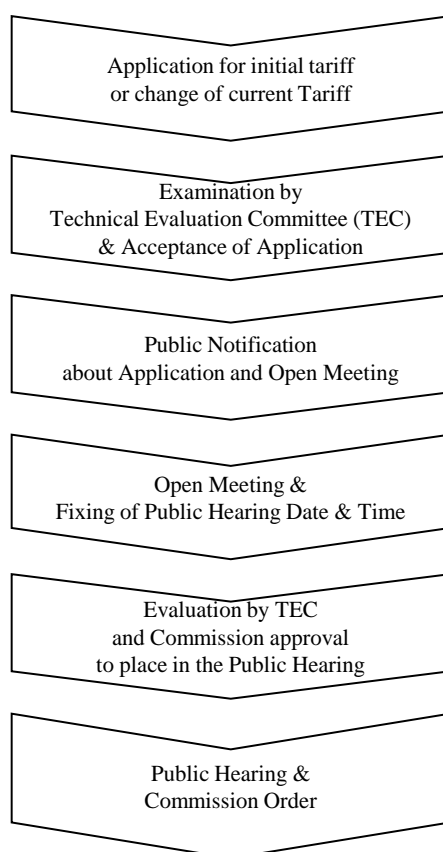 Application for initial tariff
or change of current Tariff
Examination by
Technical Evaluation Committee (TEC)
& Acceptance of Application
Public Notification
about Application and Open Meeting
Open Meeting &
Fixing of Public Hearing Date & Time
Evaluation by TEC
and Commission approval
to place in the Public Hearing
Public Hearing &
Commission Order